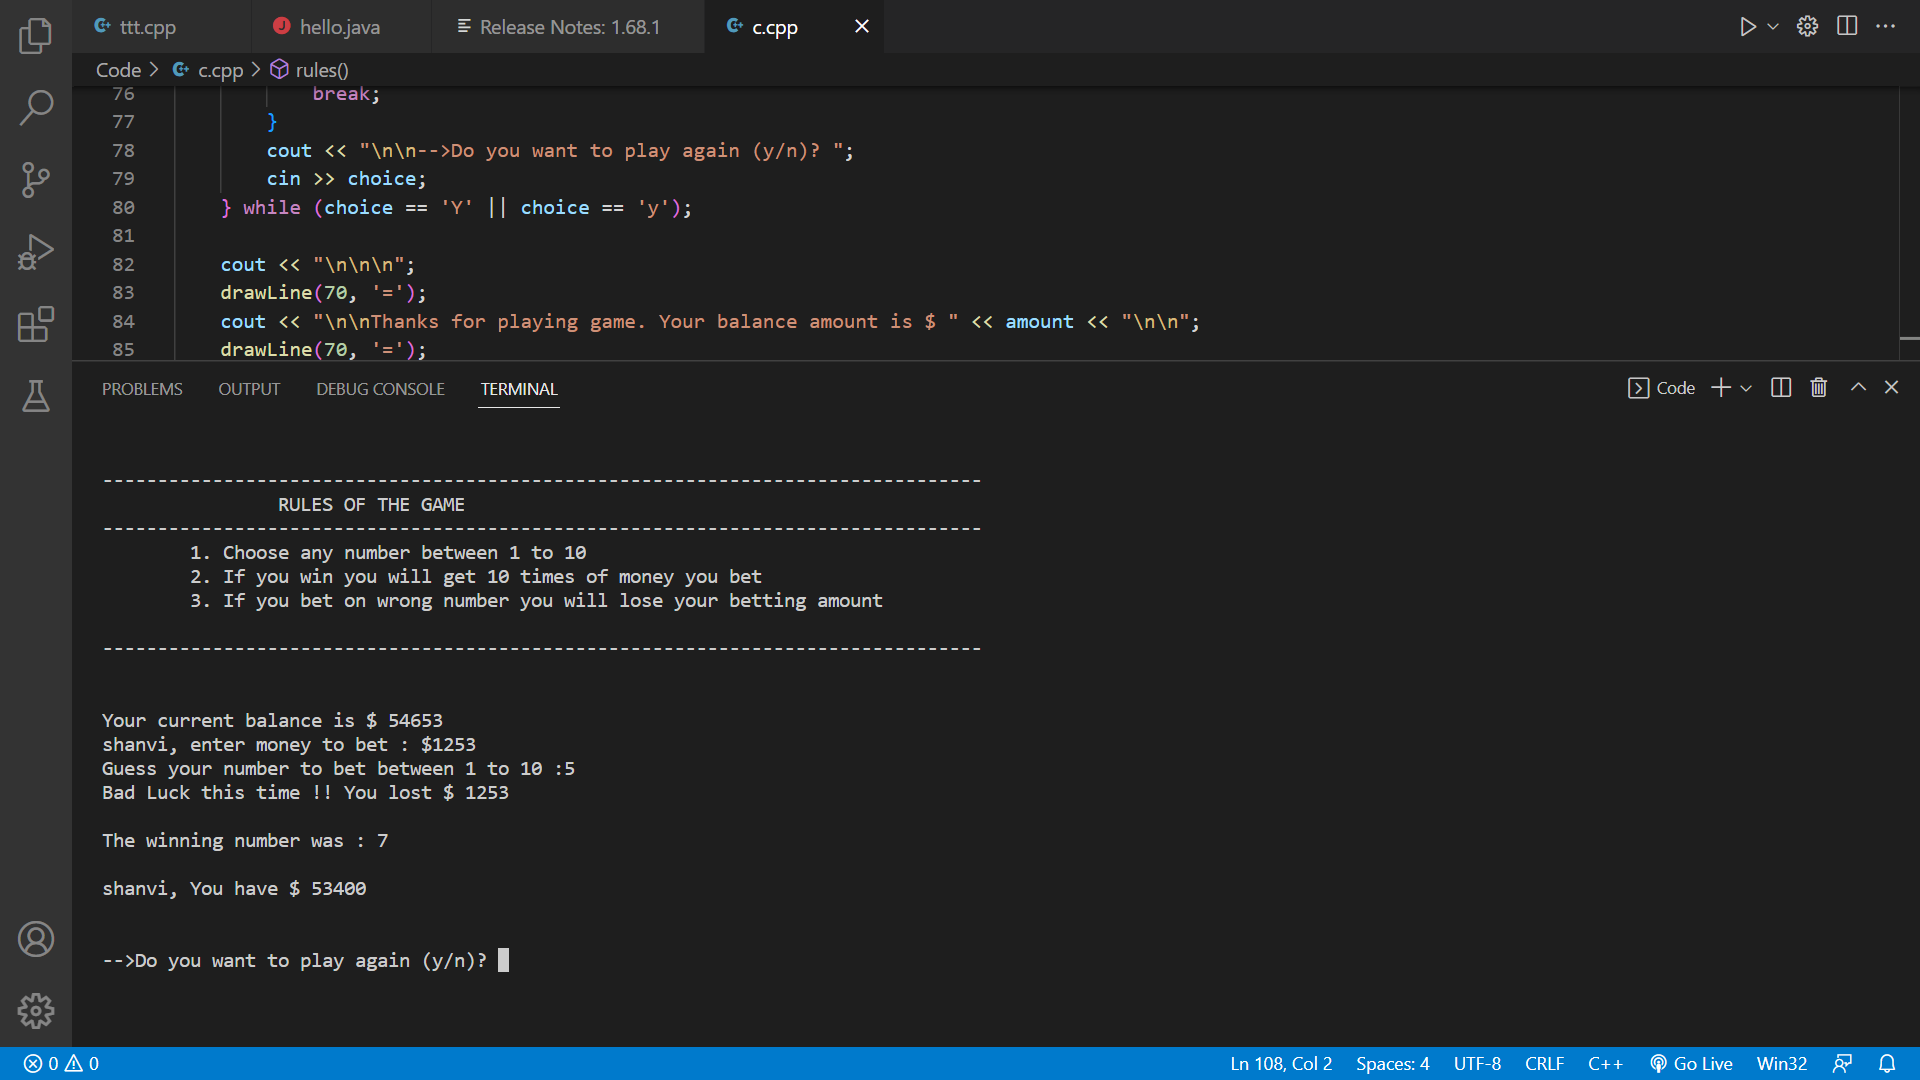 ttt.cpp hello.java Release Notes: 1.68.1 c.cpp
Code > c.cpp > rules()
76 break;
77 }
78 cout << "\n\n-->Do you want to play again (y/n)? ";
79 cin >> choice;
80 } while (choice == 'Y' || choice == 'y');
81
82 cout << "\n\n\n";
83 drawLine(70, '=');
84 cout << "\n\nThanks for playing game. Your balance amount is $ " << amount << "\n\n";
85 drawLine(70, '=');
PROBLEMS OUTPUT DEBUG CONSOLE TERMINAL Code
--------------------------------------------------------------------------------
RULES OF THE GAME
--------------------------------------------------------------------------------
1. Choose any number between 1 to 10
2. If you win you will get 10 times of money you bet
3. If you bet on wrong number you will lose your betting amount
--------------------------------------------------------------------------------
Your current balance is $ 54653
shanvi, enter money to bet : $1253
Guess your number to bet between 1 to 10 :5
Bad Luck this time !! You lost $ 1253
The winning number was : 7
shanvi, You have $ 53400
-->Do you want to play again (y/n)?
0 0 Ln 108, Col 2 Spaces: 4 UTF-8 CRLF C++ Go Live Win32